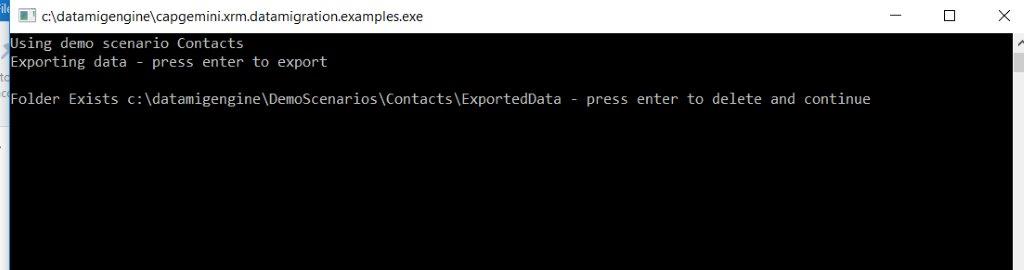 c:\datamigengine\capgemini.xrm.datamigration.examples.exe
Using demo scenario Contacts
Exporting data - press enter to export
Folder Exists c:\datamigengine\DemoScenarios\Contacts\ExportedData - press enter to delete and continue